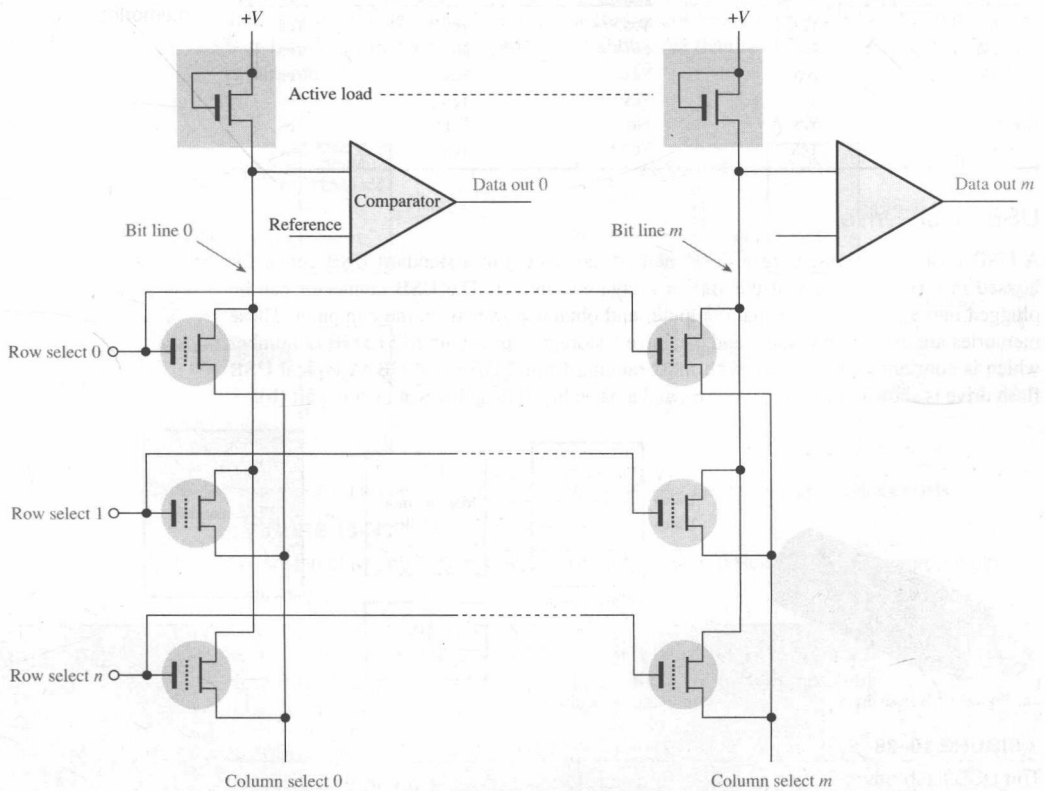 +V
+V
Active load
Comparator
Data out 0
Data out m
Reference
Bit line 0
Bit line m
Row select 0
Row select 1
Row select n
Column select 0
Column select m